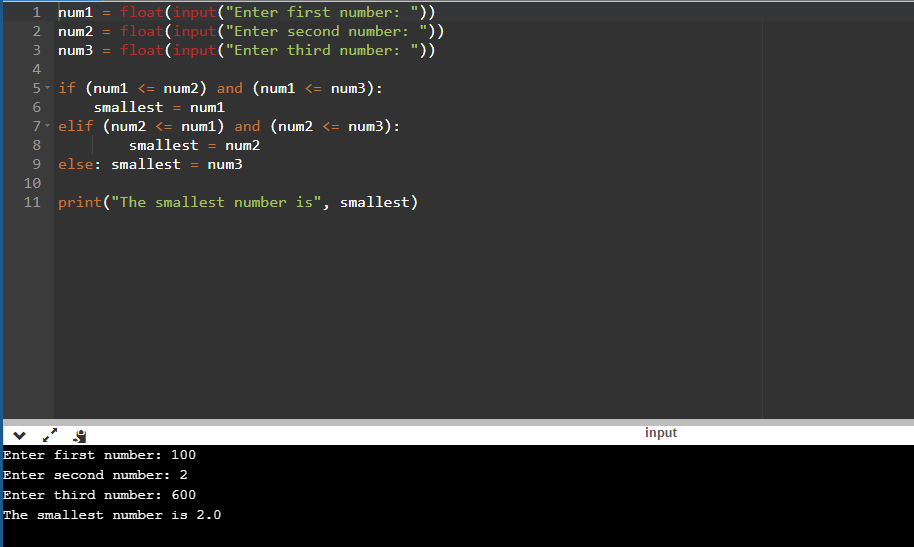 1 num1 = float(input("Enter first number: "))
2 num2 = float(input("Enter second number: "))
3 num3 = float(input("Enter third number: "))
4
5 if (num1 <= num2) and (num1 <= num3):
6     smallest = num1
7 elif (num2 <= num1) and (num2 <= num3):
8         smallest = num2
9 else: smallest = num3
10
11 print("The smallest number is", smallest)
input
Enter first number: 100
Enter second number: 2
Enter third number: 600
The smallest number is 2.0